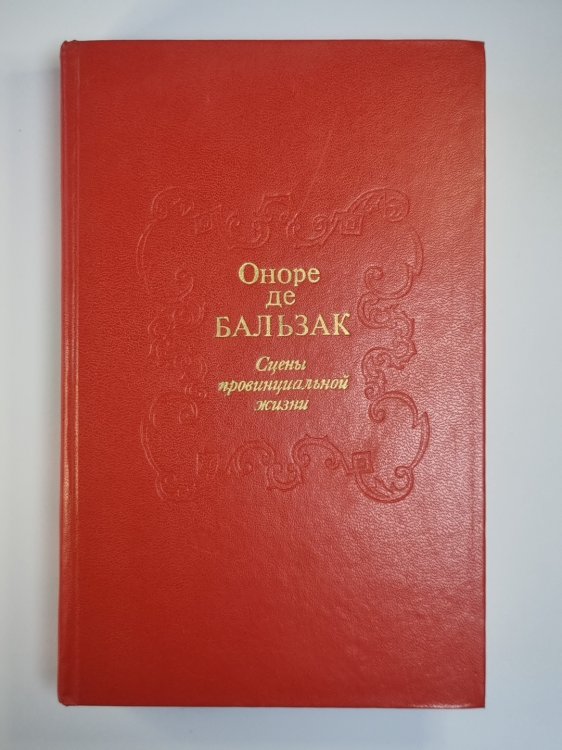 Оноре
де
БАЛЬЗАК
Сцены
провинциальной
жизни